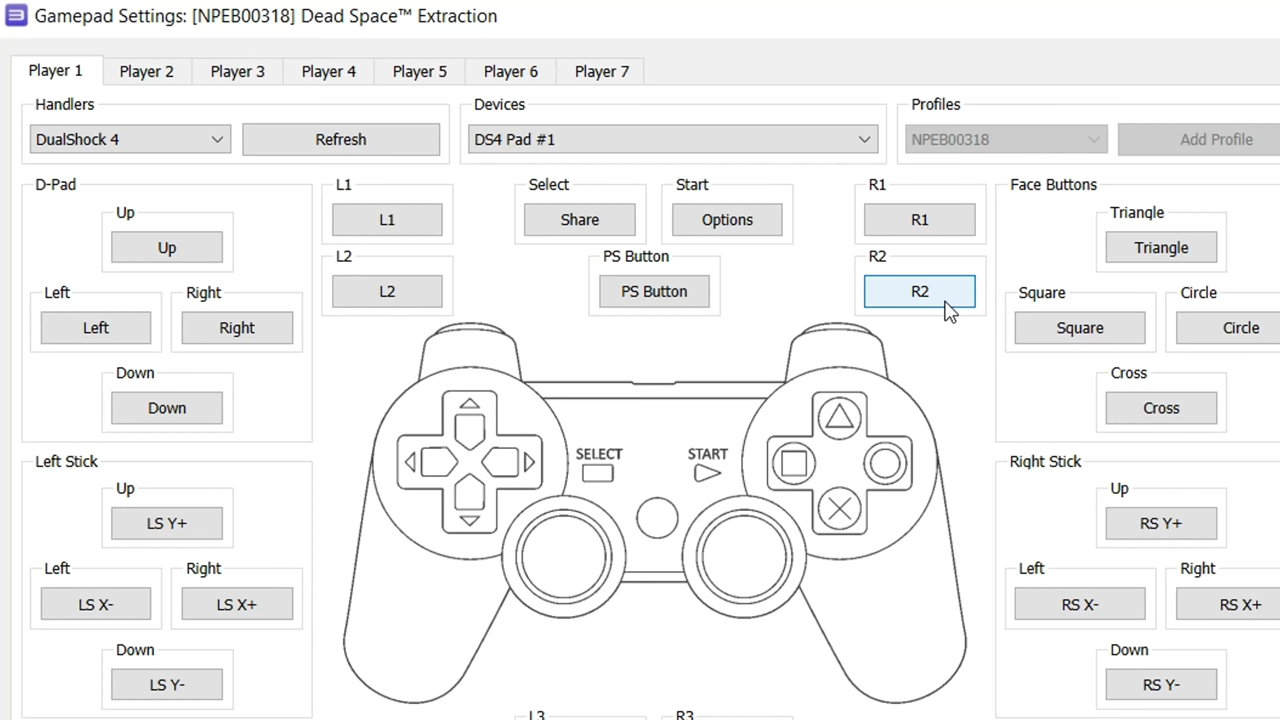 Gamepad Settings: [NPEB00318] Dead Space™ Extraction
Player 1 Player 2 Player 3 Player 4 Player 5 Player 6 Player 7
Handlers Devices Profiles
DualShock 4 Refresh DS4 Pad #1 NPEB00318 Add Profile
D-Pad L1 Select Start R1 Face Buttons
Up Triangle
L1 Share Options R1
Up Triangle
L2 PS Button R2
L2 PS Button R2
Left Right Square Circle
Left Right Square Circle
Down Cross
Down Cross
SELECT START
Left Stick Right Stick
Up Up
LS Y+ RS Y+
Left Right Left Right
LS X- LS X+ RS X- RS X+
Down Down
LS Y- RS Y-
L3 R3